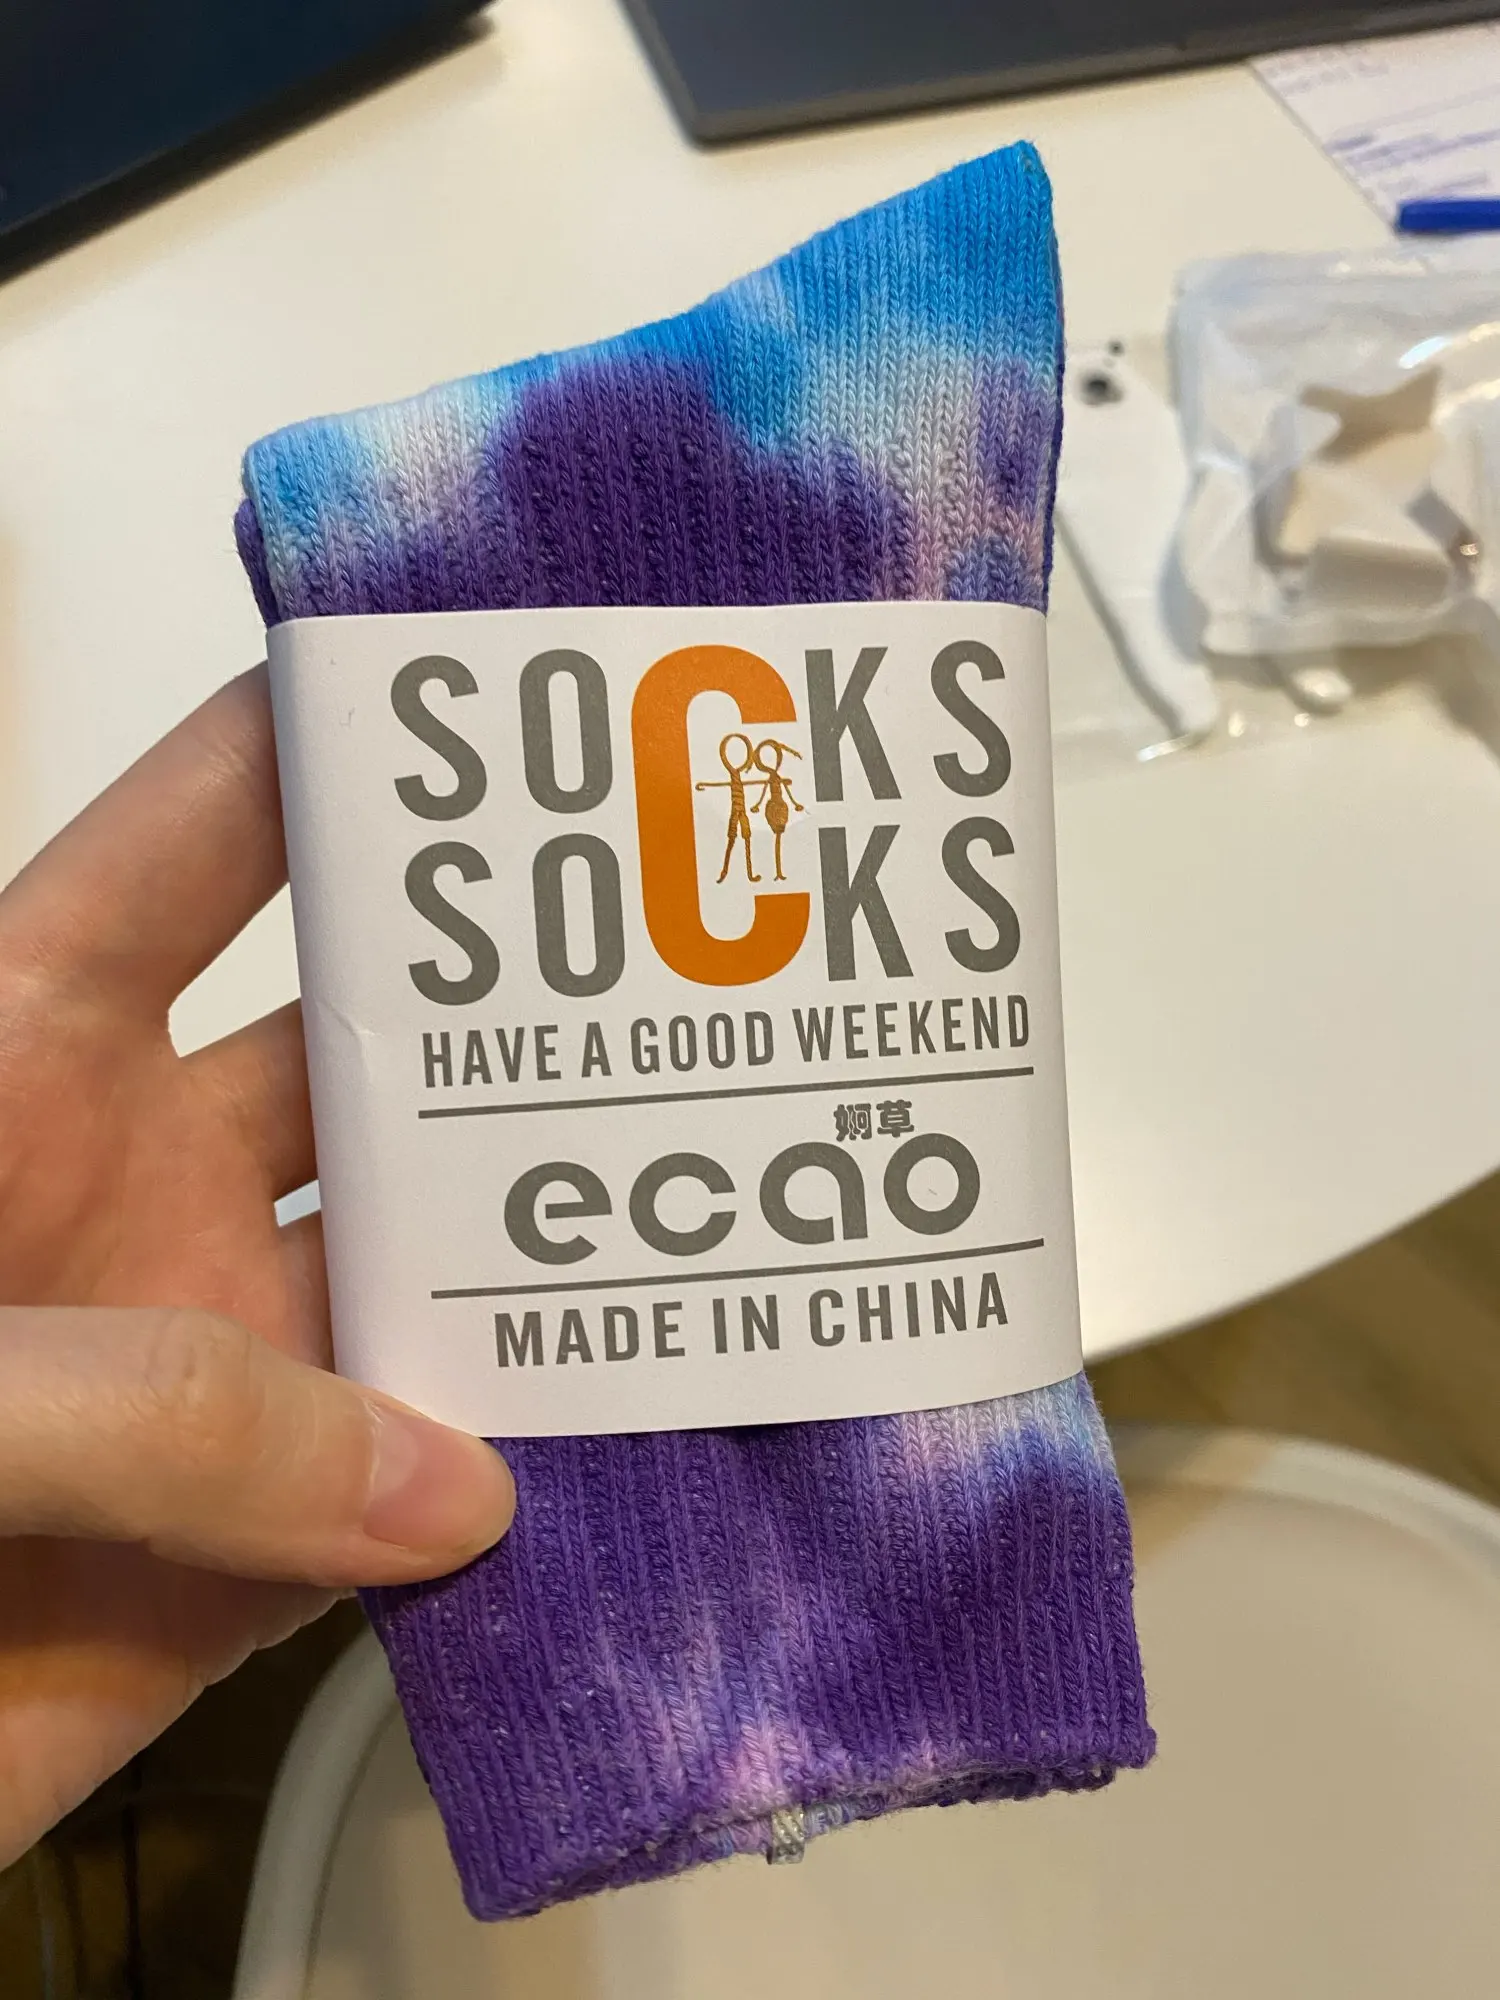 SOCKS
SOCKS
HAVE A GOOD WEEKEND
婀草
ecao
MADE IN CHINA